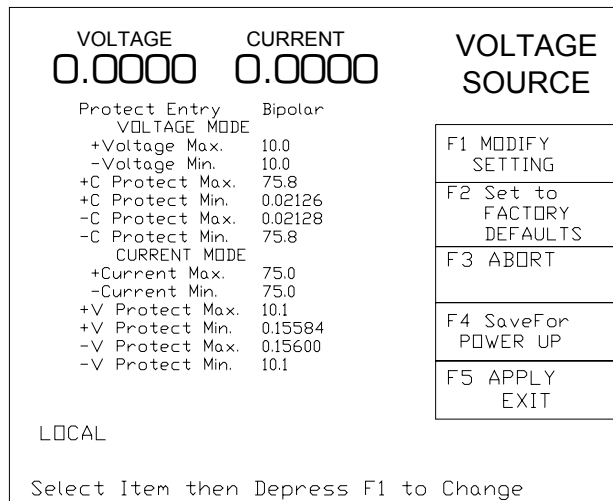 VOLTAGE CURRENT
0.0000 0.0000
VOLTAGE
SOURCE
Protect Entry Bipolar
VOLTAGE MODE
+Voltage Max. 10.0
-Voltage Min. 10.0
+C Protect Max. 75.8
+C Protect Min. 0.02126
-C Protect Max. 0.02128
-C Protect Min. 75.8
CURRENT MODE
+Current Max. 75.0
-Current Min. 75.0
+V Protect Max. 10.1
+V Protect Min. 0.15584
-V Protect Max. 0.15600
-V Protect Min. 10.1
F1 MODIFY
SETTING
F2 Set to
FACTORY
DEFAULTS
F3 ABORT
F4 SaveFor
POWER UP
F5 APPLY
EXIT
LOCAL
Select Item then Depress F1 to Change